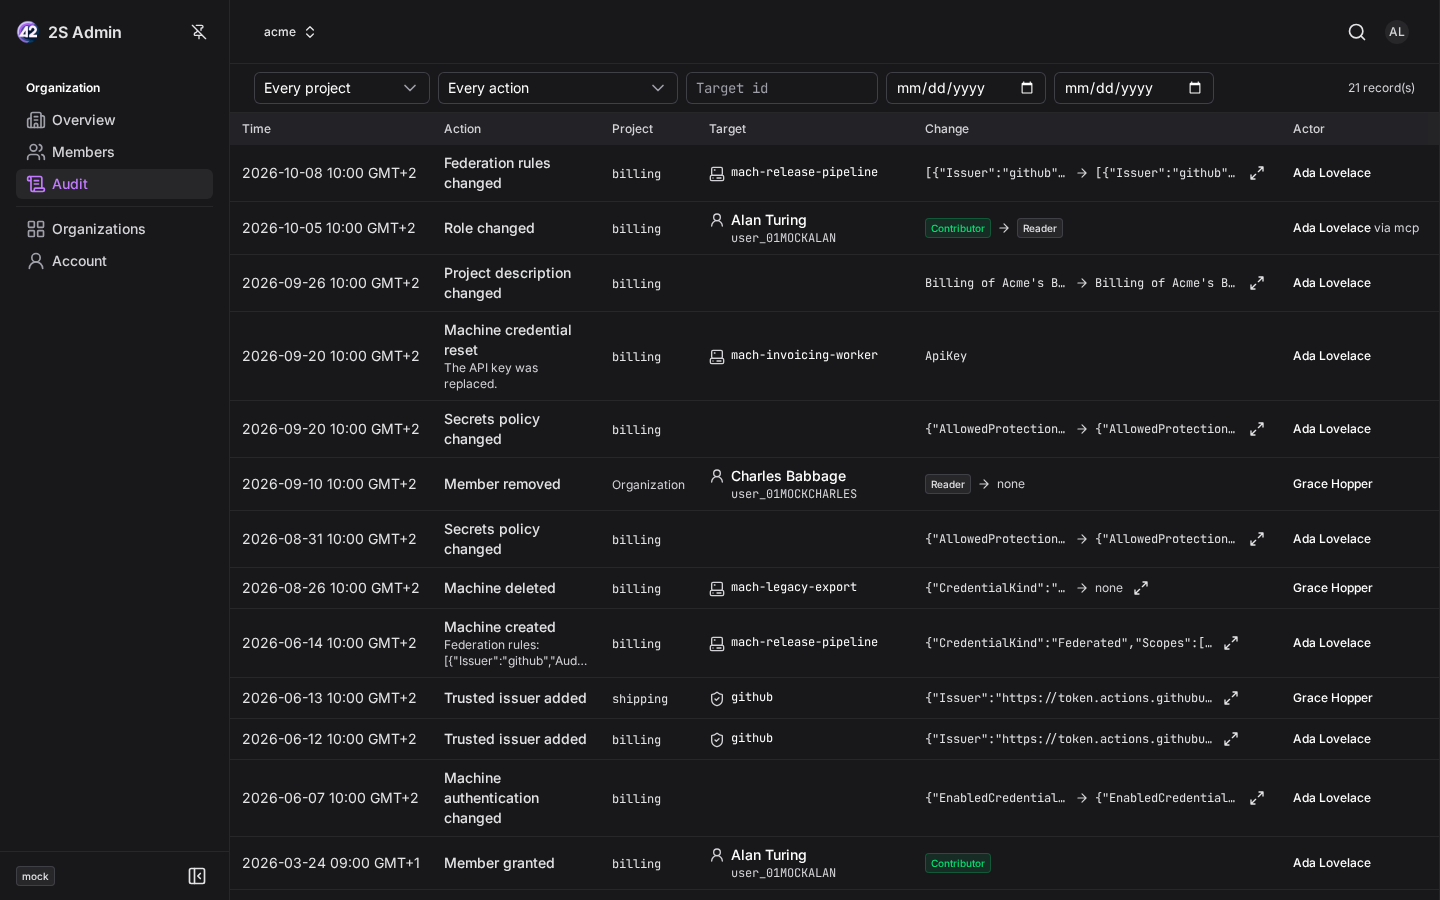 2S Admin
acme
AL
Organization
Overview
Members
Audit
Organizations
Account
mock
Every project
Every action
Target id
mm/dd/yyyy
mm/dd/yyyy
21 record(s)
Time Action Project Target Change Actor
2026-10-08 10:00 GMT+2 Federation rules changed billing mach-release-pipeline [{"Issuer":"github"… → [{"Issuer":"github"… Ada Lovelace
2026-10-05 10:00 GMT+2 Role changed billing Alan Turing user_01MOCKALAN Contributor → Reader Ada Lovelace via mcp
2026-09-26 10:00 GMT+2 Project description changed billing Billing of Acme's B… → Billing of Acme's B… Ada Lovelace
2026-09-20 10:00 GMT+2 Machine credential reset The API key was replaced. billing mach-invoicing-worker ApiKey Ada Lovelace
2026-09-20 10:00 GMT+2 Secrets policy changed billing {"AllowedProtection… → {"AllowedProtection… Ada Lovelace
2026-09-10 10:00 GMT+2 Member removed Organization Charles Babbage user_01MOCKCHARLES Reader → none Grace Hopper
2026-08-31 10:00 GMT+2 Secrets policy changed billing {"AllowedProtection… → {"AllowedProtection… Ada Lovelace
2026-08-26 10:00 GMT+2 Machine deleted billing mach-legacy-export {"CredentialKind":"… → none Grace Hopper
2026-06-14 10:00 GMT+2 Machine created Federation rules: [{"Issuer":"github","Aud… billing mach-release-pipeline {"CredentialKind":"Federated","Scopes":[… Ada Lovelace
2026-06-13 10:00 GMT+2 Trusted issuer added shipping github {"Issuer":"https://token.actions.githubu… Grace Hopper
2026-06-12 10:00 GMT+2 Trusted issuer added billing github {"Issuer":"https://token.actions.githubu… Ada Lovelace
2026-06-07 10:00 GMT+2 Machine authentication changed billing {"EnabledCredential… → {"EnabledCredential… Ada Lovelace
2026-03-24 09:00 GMT+1 Member granted billing Alan Turing user_01MOCKALAN Contributor Ada Lovelace